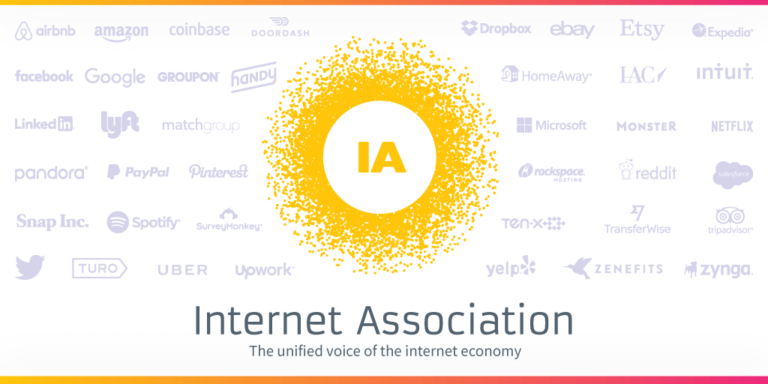 airbnb amazon coinbase DOORDASH Dropbox ebay Etsy Expedia
facebook Google GROUPON HANDY HomeAway IAC intuit
LinkedIn lyft matchgroup IA Microsoft MONSTER NETFLIX
pandora PayPal Pinterest rackspace HOSTING reddit salesforce
Snap Inc. Spotify SurveyMonkey TEN-X TransferWise tripadvisor
TURO UBER upwork yelp ZENEFITS zynga
Internet Association
The unified voice of the internet economy